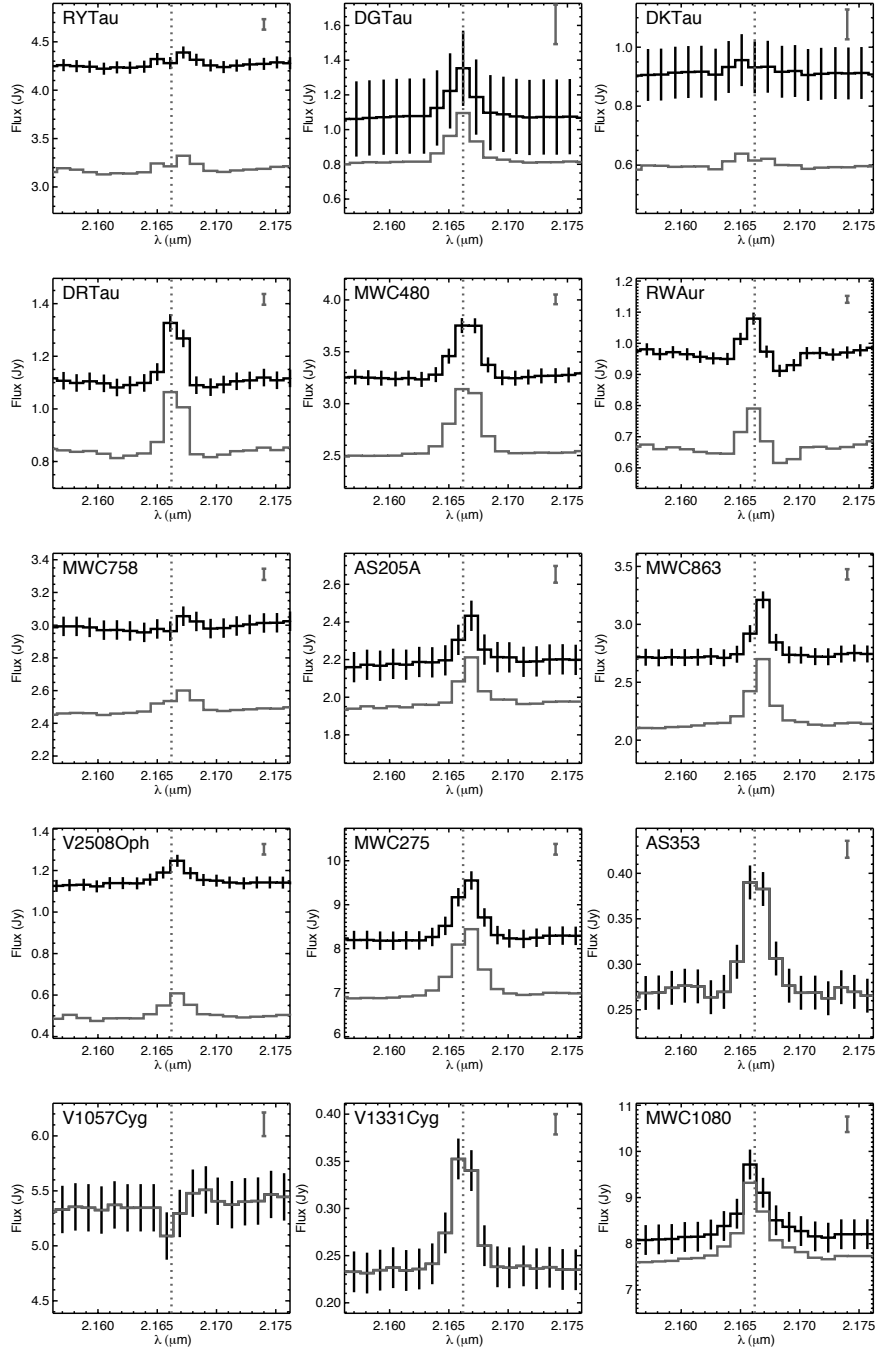 RYTau
DGTau
DKTau
Flux (Jy)
4.5
4.0
3.5
3.0
Flux (Jy)
1.6
1.4
1.2
1.0
0.8
0.6
Flux (Jy)
1.0
0.8
0.6
2.160 2.165 2.170 2.175
λ (μm)
2.160 2.165 2.170 2.175
λ (μm)
2.160 2.165 2.170 2.175
λ (μm)
DRTau
MWC480
RWAur
Flux (Jy)
1.4
1.2
1.0
0.8
Flux (Jy)
4.0
3.5
3.0
2.5
Flux (Jy)
1.2
1.1
1.0
0.9
0.8
0.7
0.6
2.160 2.165 2.170 2.175
λ (μm)
2.160 2.165 2.170 2.175
λ (μm)
2.160 2.165 2.170 2.175
λ (μm)
MWC758
AS205A
MWC863
Flux (Jy)
3.4
3.2
3.0
2.8
2.6
2.4
2.2
Flux (Jy)
2.6
2.4
2.2
2.0
1.8
Flux (Jy)
3.5
3.0
2.5
2.0
2.160 2.165 2.170 2.175
λ (μm)
2.160 2.165 2.170 2.175
λ (μm)
2.160 2.165 2.170 2.175
λ (μm)
V2508Oph
MWC275
AS353
Flux (Jy)
1.4
1.2
1.0
0.8
0.6
0.4
Flux (Jy)
10
9
8
7
6
Flux (Jy)
0.40
0.35
0.30
0.25
2.160 2.165 2.170 2.175
λ (μm)
2.160 2.165 2.170 2.175
λ (μm)
2.160 2.165 2.170 2.175
λ (μm)
V1057Cyg
V1331Cyg
MWC1080
Flux (Jy)
6.0
5.5
5.0
4.5
Flux (Jy)
0.40
0.35
0.30
0.25
0.20
Flux (Jy)
11
10
9
8
7
2.160 2.165 2.170 2.175
λ (μm)
2.160 2.165 2.170 2.175
λ (μm)
2.160 2.165 2.170 2.175
λ (μm)